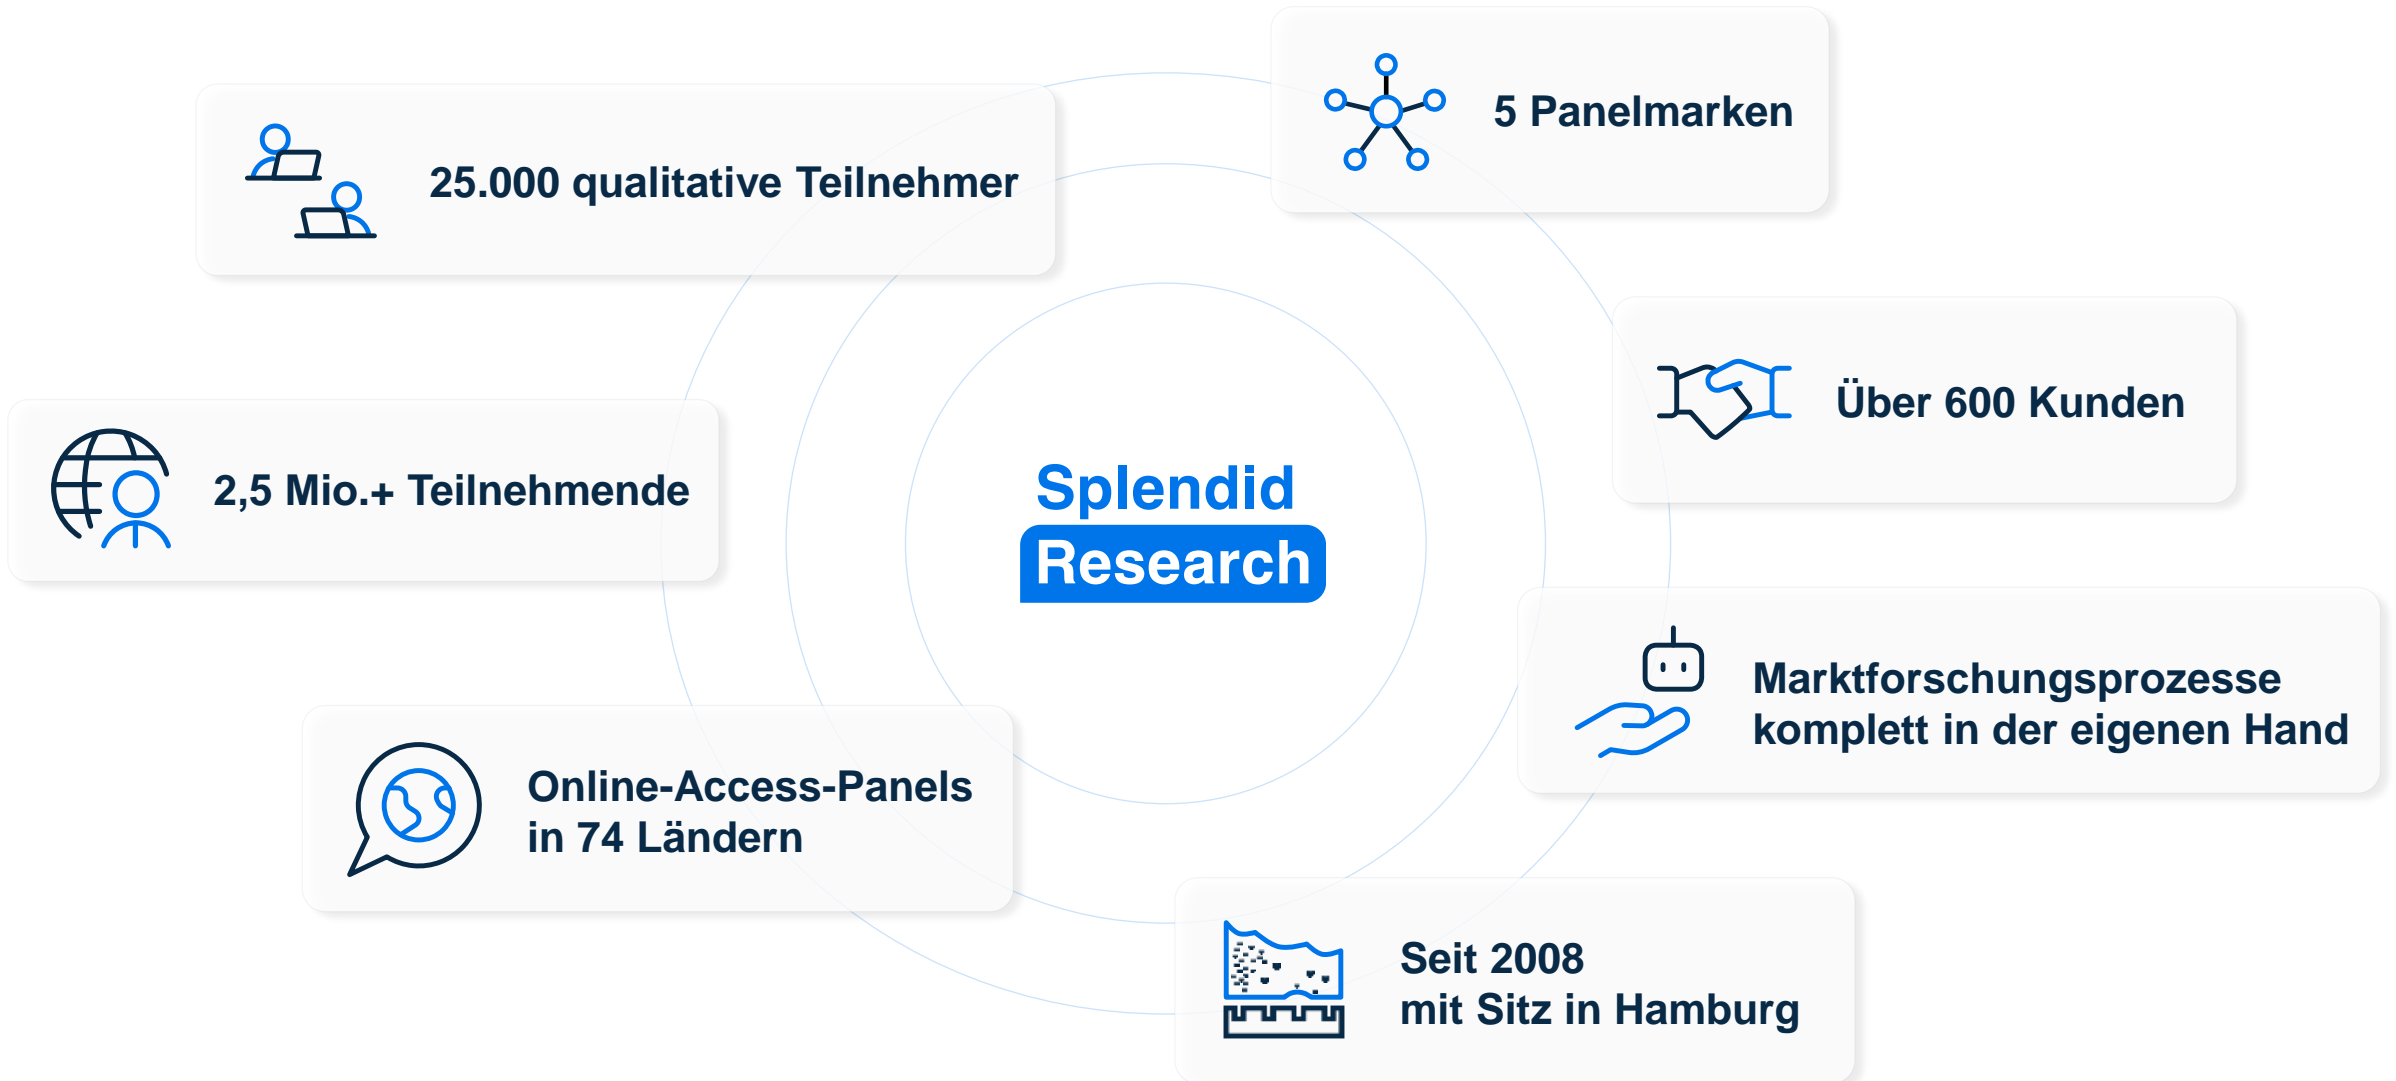 5 Panelmarken
25.000 qualitative Teilnehmer
Über 600 Kunden
2,5 Mio.+ Teilnehmende
Splendid
Research
Marktforschungsprozesse
komplett in der eigenen Hand
Online-Access-Panels
in 74 Ländern
Seit 2008
mit Sitz in Hamburg